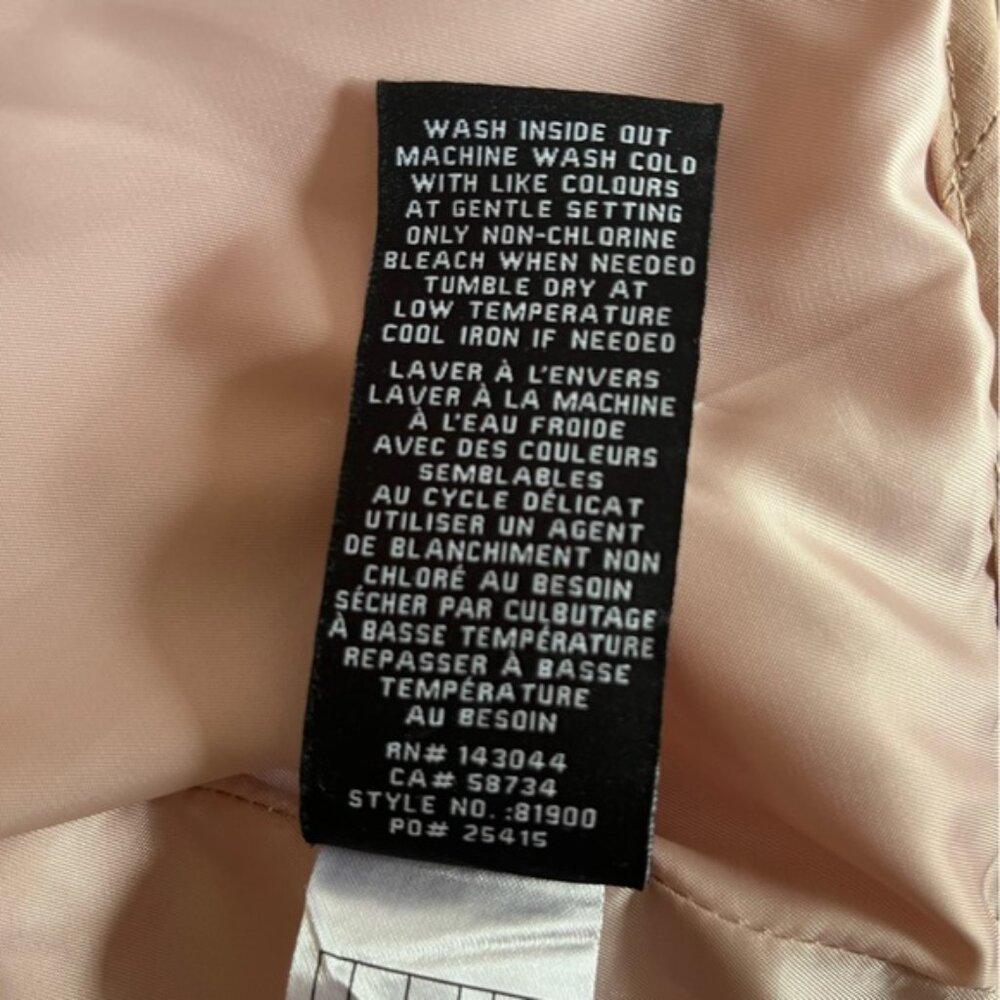 WASH INSIDE OUT
MACHINE WASH COLD
WITH LIKE COLOURS
AT GENTLE SETTING
ONLY NON-CHLORINE
BLEACH WHEN NEEDED
TUMBLE DRY AT
LOW TEMPERATURE
COOL IRON IF NEEDED
LAVER À L'ENVERS
LAVER À LA MACHINE
À L'EAU FROIDE
AVEC DES COULEURS
SEMBLABLES
AU CYCLE DÉLICAT
UTILISER UN AGENT
DE BLANCHIMENT NON
CHLORÉ AU BESOIN
SÉCHER PAR CULBUTAGE
À BASSE TEMPÉRATURE
REPASSER À BASSE
TEMPÉRATURE
AU BESOIN
RN# 143044
CA# 58734
STYLE NO. :81900
PO# 25415